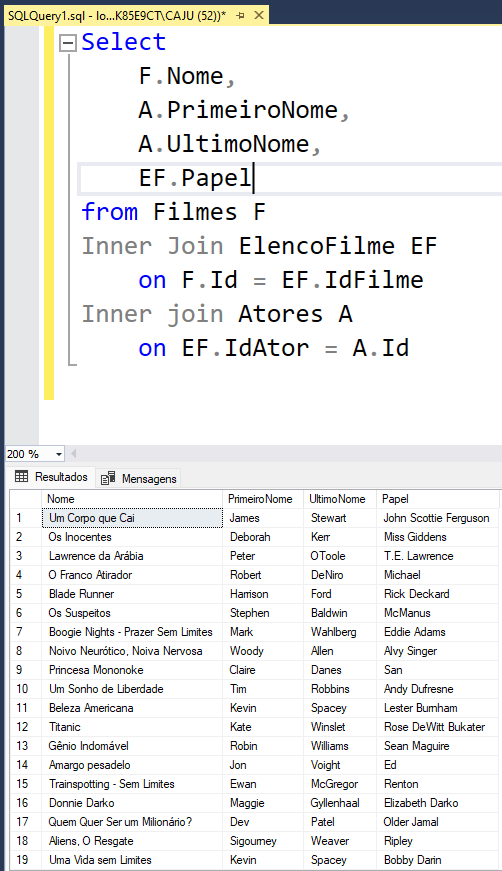 SQLQuery1.sql - lo...K85E9CT\CAJU (52))*
Select
F.Nome,
A.PrimeiroNome,
A.UltimoNome,
EF.Papel
from Filmes F
Inner Join ElencoFilme EF
on F.Id = EF.IdFilme
Inner join Atores A
on EF.IdAtor = A.Id
200 %
Resultados Mensagens
Nome PrimeiroNome UltimoNome Papel
1 Um Corpo que Cai James Stewart John Scottie Ferguson
2 Os Inocentes Deborah Kerr Miss Giddens
3 Lawrence da Arábia Peter OToole T.E. Lawrence
4 O Franco Atirador Robert DeNiro Michael
5 Blade Runner Harrison Ford Rick Deckard
6 Os Suspeitos Stephen Baldwin McManus
7 Boogie Nights - Prazer Sem Limites Mark Wahlberg Eddie Adams
8 Noivo Neurótico, Noiva Nervosa Woody Allen Alvy Singer
9 Princesa Mononoke Claire Danes San
10 Um Sonho de Liberdade Tim Robbins Andy Dufresne
11 Beleza Americana Kevin Spacey Lester Burnham
12 Titanic Kate Winslet Rose DeWitt Bukater
13 Gênio Indomável Robin Williams Sean Maguire
14 Amargo pesadelo Jon Voight Ed
15 Trainspotting - Sem Limites Ewan McGregor Renton
16 Donnie Darko Maggie Gyllenhaal Elizabeth Darko
17 Quem Quer Ser um Milionário? Dev Patel Older Jamal
18 Aliens, O Resgate Sigourney Weaver Ripley
19 Uma Vida sem Limites Kevin Spacey Bobby Darin